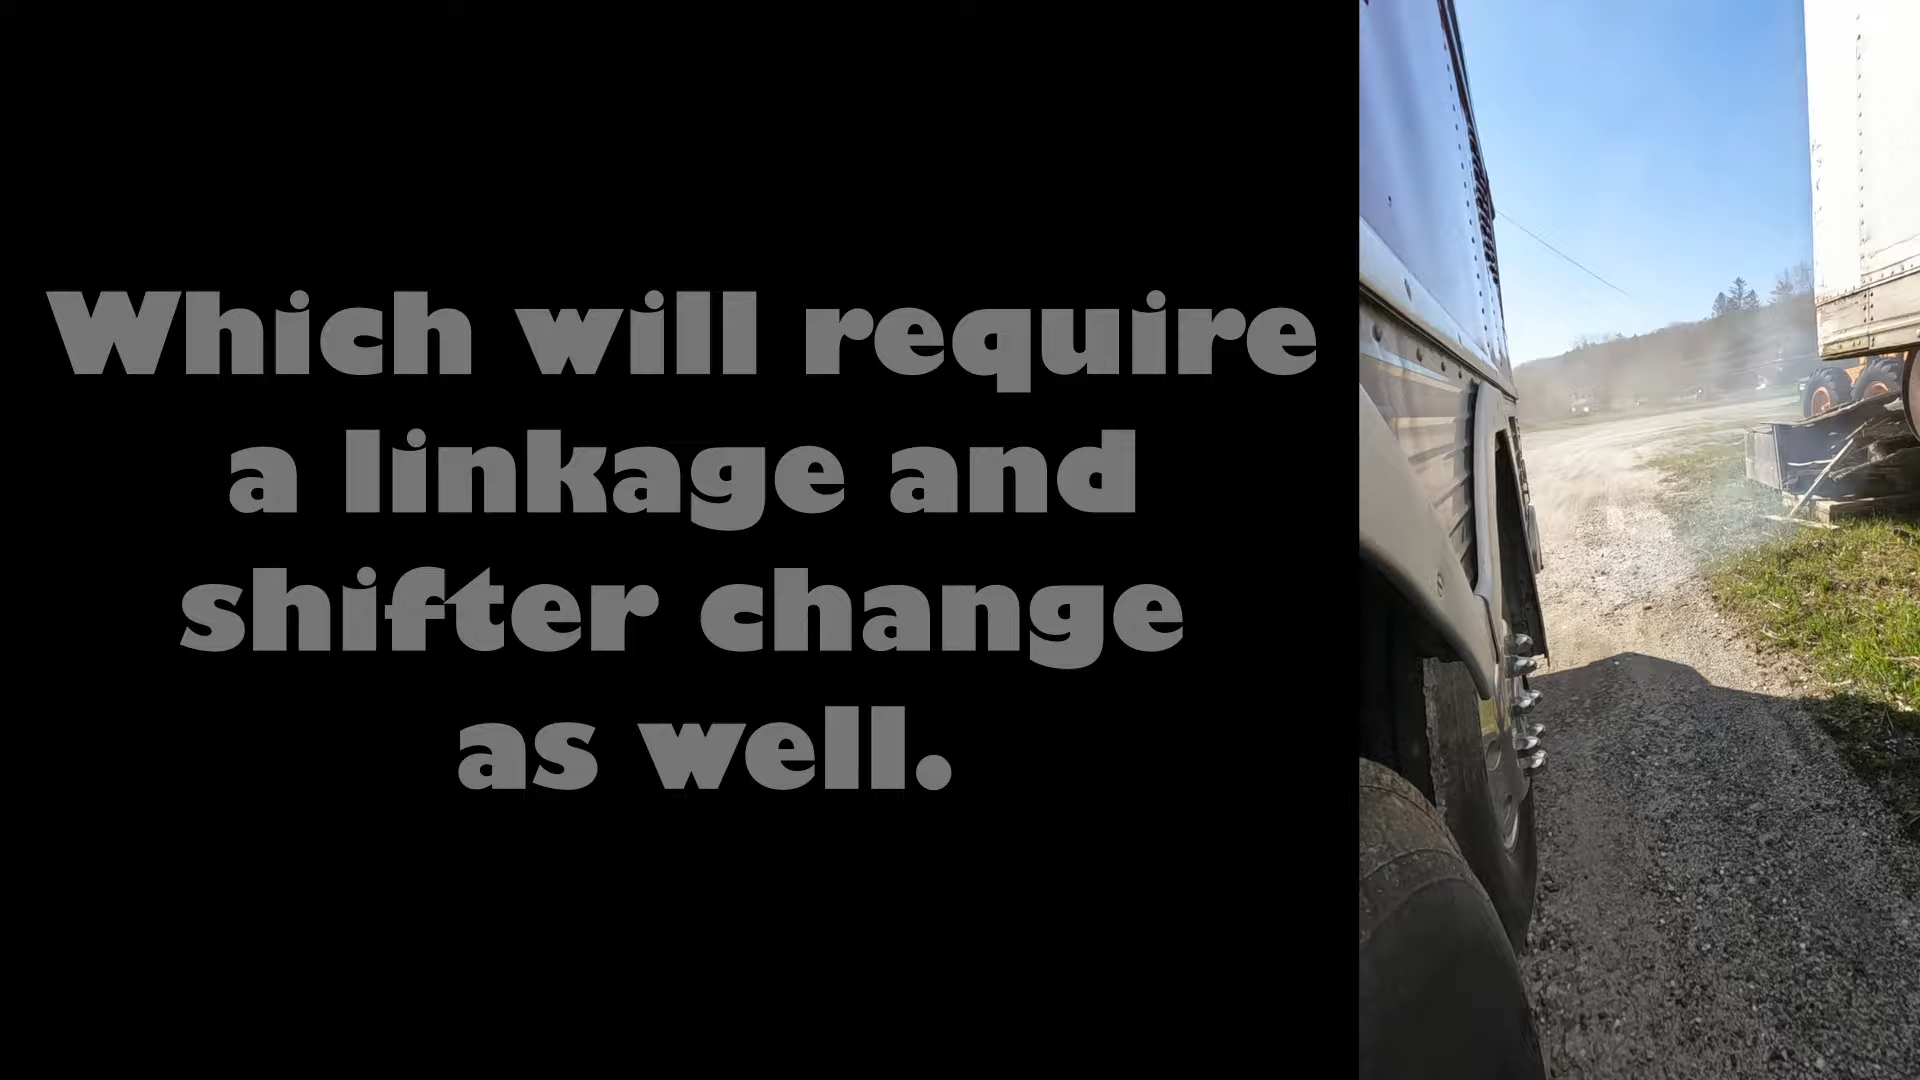 Which will require
a linkage and
shifter change
as well.